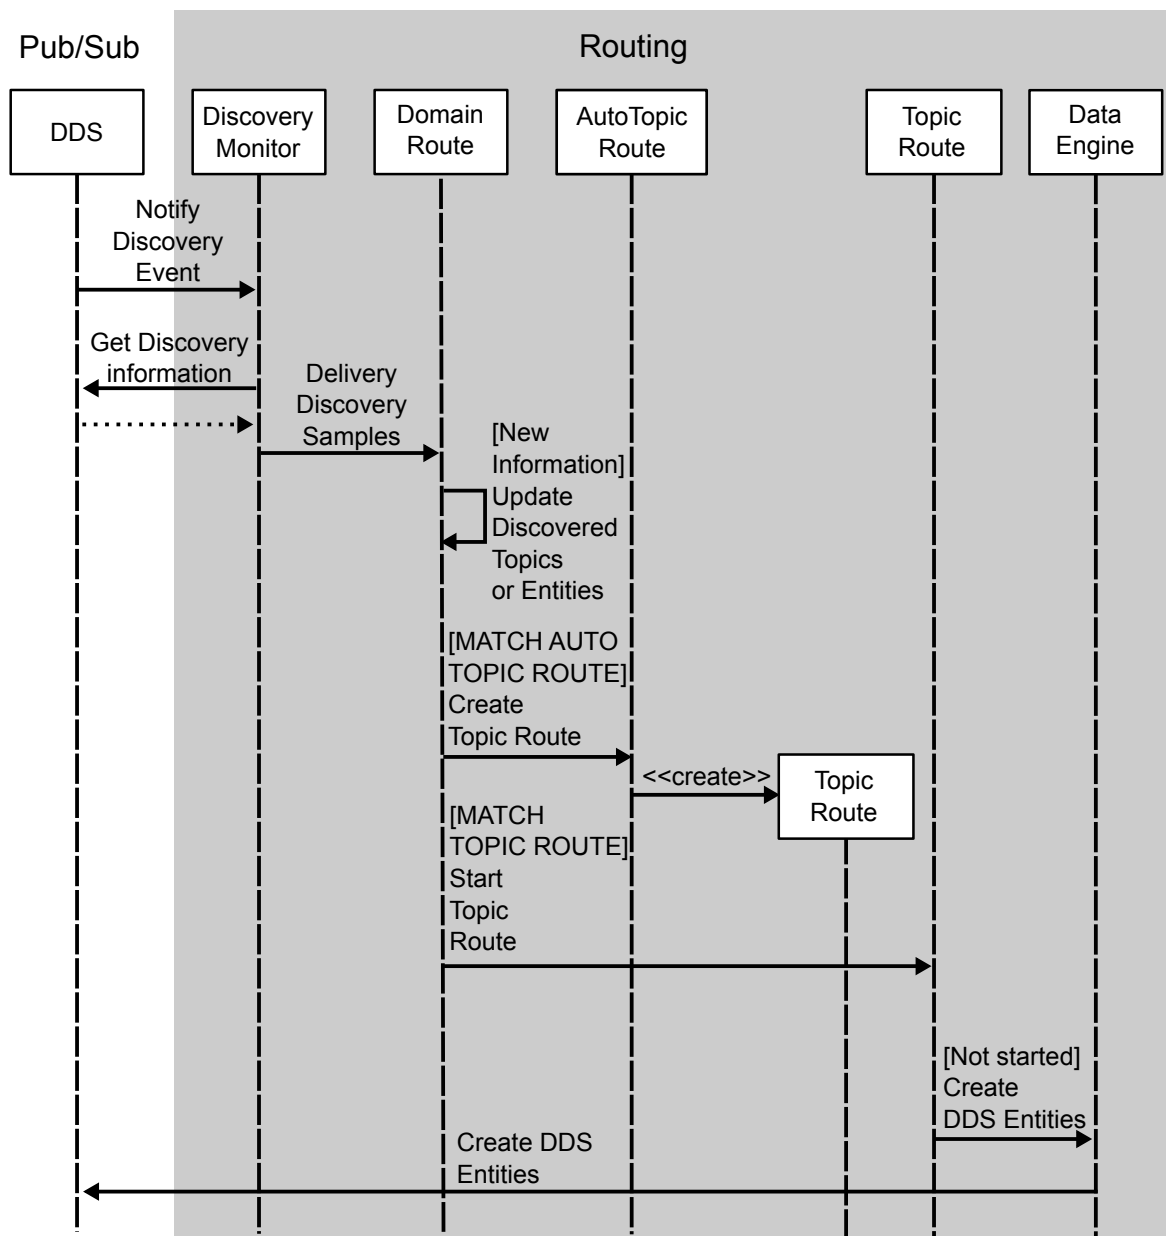 Pub/Sub
Routing
DDS
Discovery
Monitor
Domain
Route
AutoTopic
Route
Topic
Route
Data
Engine
Notify
Discovery
Event
Get Discovery
information
Delivery
Discovery
Samples
[New
Information]
Update
Discovered
Topics
or Entities
[MATCH AUTO
TOPIC ROUTE]
Create
Topic Route
<<create>>
Topic
Route
[MATCH
TOPIC ROUTE]
Start
Topic
Route
[Not started]
Create
DDS Entities
Create DDS
Entities